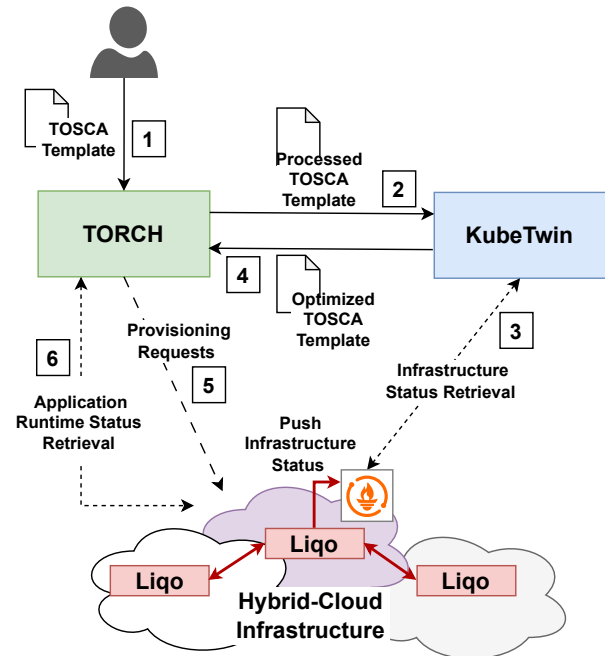 TOSCA
Template
1
Processed
TOSCA
Template
2
TORCH
KubeTwin
4
Optimized
TOSCA
Template
3
Provisioning
Requests
6
5
Infrastructure
Status Retrieval
Application
Runtime Status
Retrieval
Push
Infrastructure
Status
Liqo
Liqo
Liqo
Hybrid-Cloud
Infrastructure